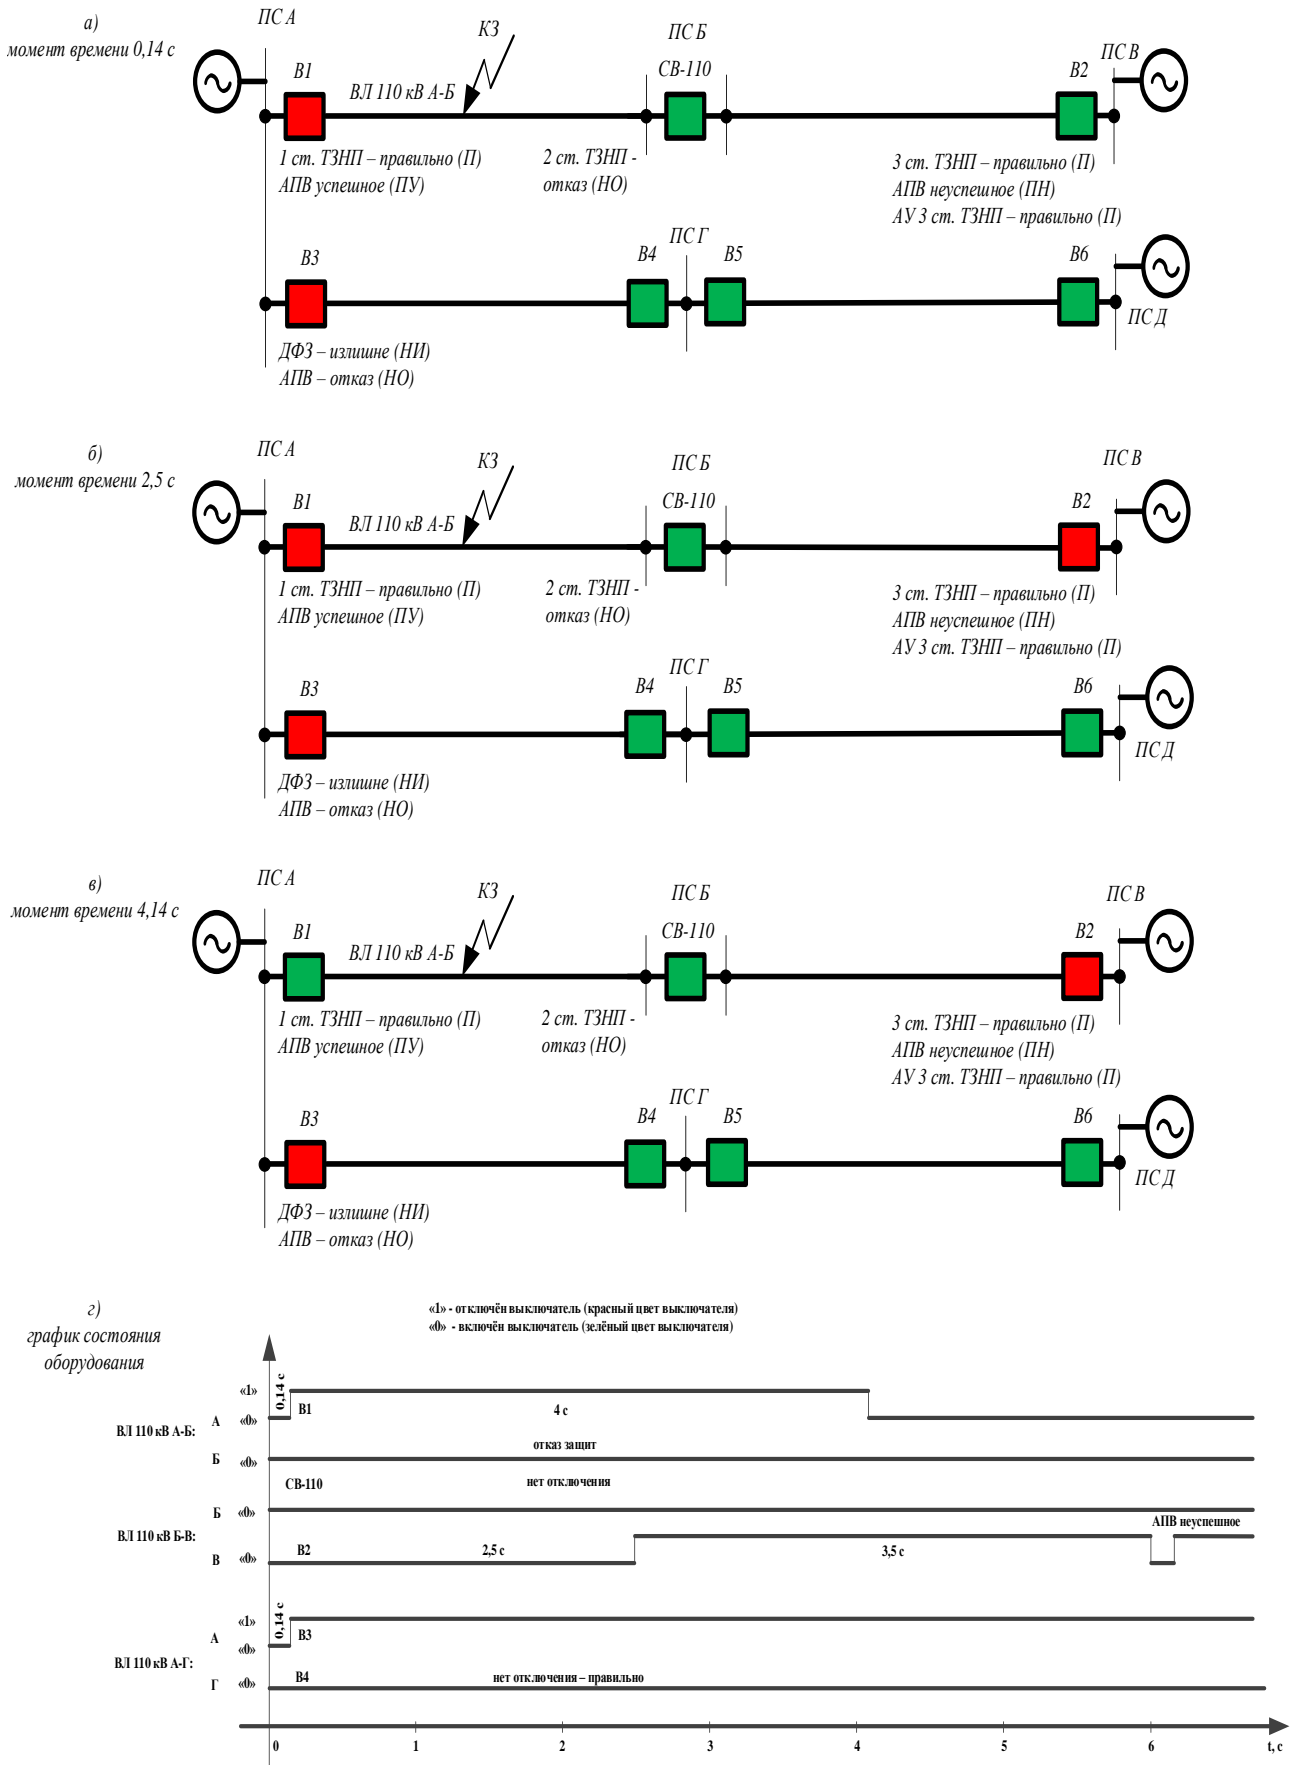 а)
момент времени 0,14 с
ПС А
КЗ
ПС Б
ПС В
В1
ВЛ 110 кВ А-Б
СВ-110
В2
1 ст. ТЗНП – правильно (П)
АПВ успешное (ПУ)
2 ст. ТЗНП -
отказ (НО)
3 ст. ТЗНП – правильно (П)
АПВ неуспешное (ПН)
АУ 3 ст. ТЗНП – правильно (П)
ПС Г
В3
В4
В5
В6
ПС Д
ДФЗ – излишне (НИ)
АПВ – отказ (НО)
б)
момент времени 2,5 с
ПС А
КЗ
ПС Б
ПС В
В1
ВЛ 110 кВ А-Б
СВ-110
В2
1 ст. ТЗНП – правильно (П)
АПВ успешное (ПУ)
2 ст. ТЗНП -
отказ (НО)
3 ст. ТЗНП – правильно (П)
АПВ неуспешное (ПН)
АУ 3 ст. ТЗНП – правильно (П)
ПС Г
В3
В4
В5
В6
ПС Д
ДФЗ – излишне (НИ)
АПВ – отказ (НО)
в)
момент времени 4,14 с
ПС А
КЗ
ПС Б
ПС В
В1
ВЛ 110 кВ А-Б
СВ-110
В2
1 ст. ТЗНП – правильно (П)
АПВ успешное (ПУ)
2 ст. ТЗНП -
отказ (НО)
3 ст. ТЗНП – правильно (П)
АПВ неуспешное (ПН)
АУ 3 ст. ТЗНП – правильно (П)
ПС Г
В3
В4
В5
В6
ПС Д
ДФЗ – излишне (НИ)
АПВ – отказ (НО)
г)
график состояния
оборудования
«1» - отключён выключатель (красный цвет выключателя)
«0» - включён выключатель (зелёный цвет выключателя)
«1»
0,14 с
В1
4 с
А «0»
ВЛ 110 кВ А-Б:
отказ защит
Б «0»
СВ-110
нет отключения
Б «0»
АПВ неуспешное
ВЛ 110 кВ Б-В:
В «0»
В2
2,5 с
3,5 с
«1»
0,14 с
А «0»
В3
ВЛ 110 кВ А-Г:
Г «0»
В4
нет отключения – правильно
0 1 2 3 4 5 6 t, с